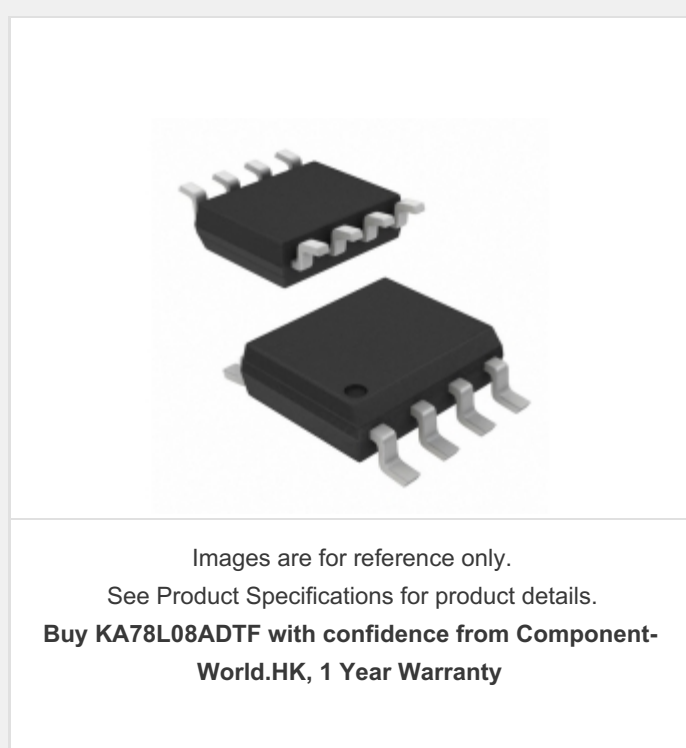 Images are for reference only.
See Product Specifications for product details.
Buy KA78L08ADTF with confidence from Component-
World.HK, 1 Year Warranty